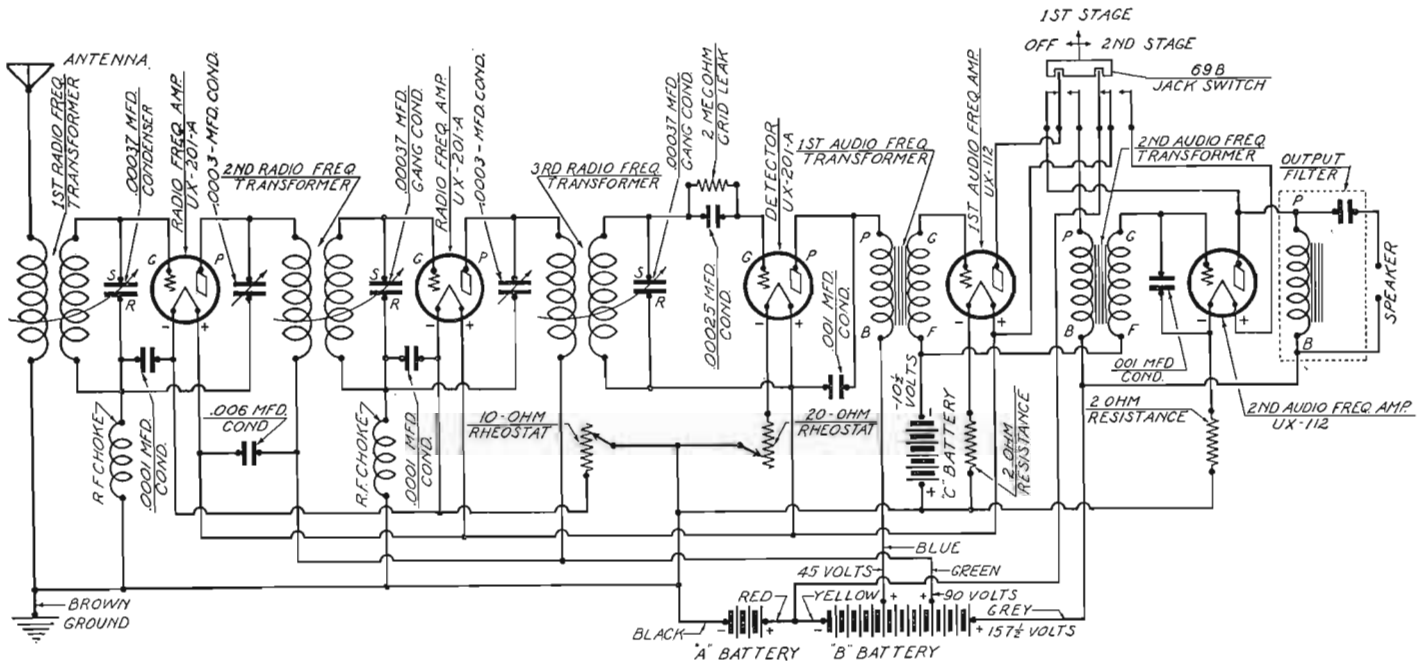 1ST STAGE
OFF
2ND STAGE
69B
JACK SWITCH
ANTENNA
1ST RADIO FREQ
TRANSFORMER
.00037 MFD.
CONDENSER
RADIO FREQ AMP.
UX-201-A
.0003-MFD. COND.
2ND RADIO FREQ
TRANSFORMER
.00037 MFD.
GANG COND.
RADIO FREQ AMP.
UX-201-A
.0003-MFD.COND
3RD RADIO FREQ
TRANSFORMER
.00037 MFD
GANG COND.
2 MEGOHM
GRID LEAK
DETECTOR
UX-201-A
1ST AUDIO FREQ
TRANSFORMER
1ST AUDIO FREQ AMP.
UX-112
2ND AUDIO FREQ
TRANSFORMER
OUTPUT
FILTER
G P
S
R
- +
G P
S
R
- +
S
R
G P
- +
P G
B F
- +
P G
B F
- +
P
B
SPEAKER
.00025 MFD
COND.
.001 MFD
COND.
.001 MFD
COND.
2 OHM
RESISTANCE
2ND AUDIO FREQ. AMP.
UX-112
R F CHOKE
.0001 MFD.
COND.
.006 MFD.
COND
R.F. CHOKE
.0001 MFD
COND.
10-OHM
RHEOSTAT
20-OHM
RHEOSTAT
-10½
VOLTS
-
+
"C" BATTERY
2 OHM
RESISTANCE
BLUE
45 VOLTS
GREEN
BROWN
GROUND
RED
YELLOW
+ +
90 VOLTS
GREY
BLACK
- +
-
+ 157½ VOLTS
"A" BATTERY
"B" BATTERY